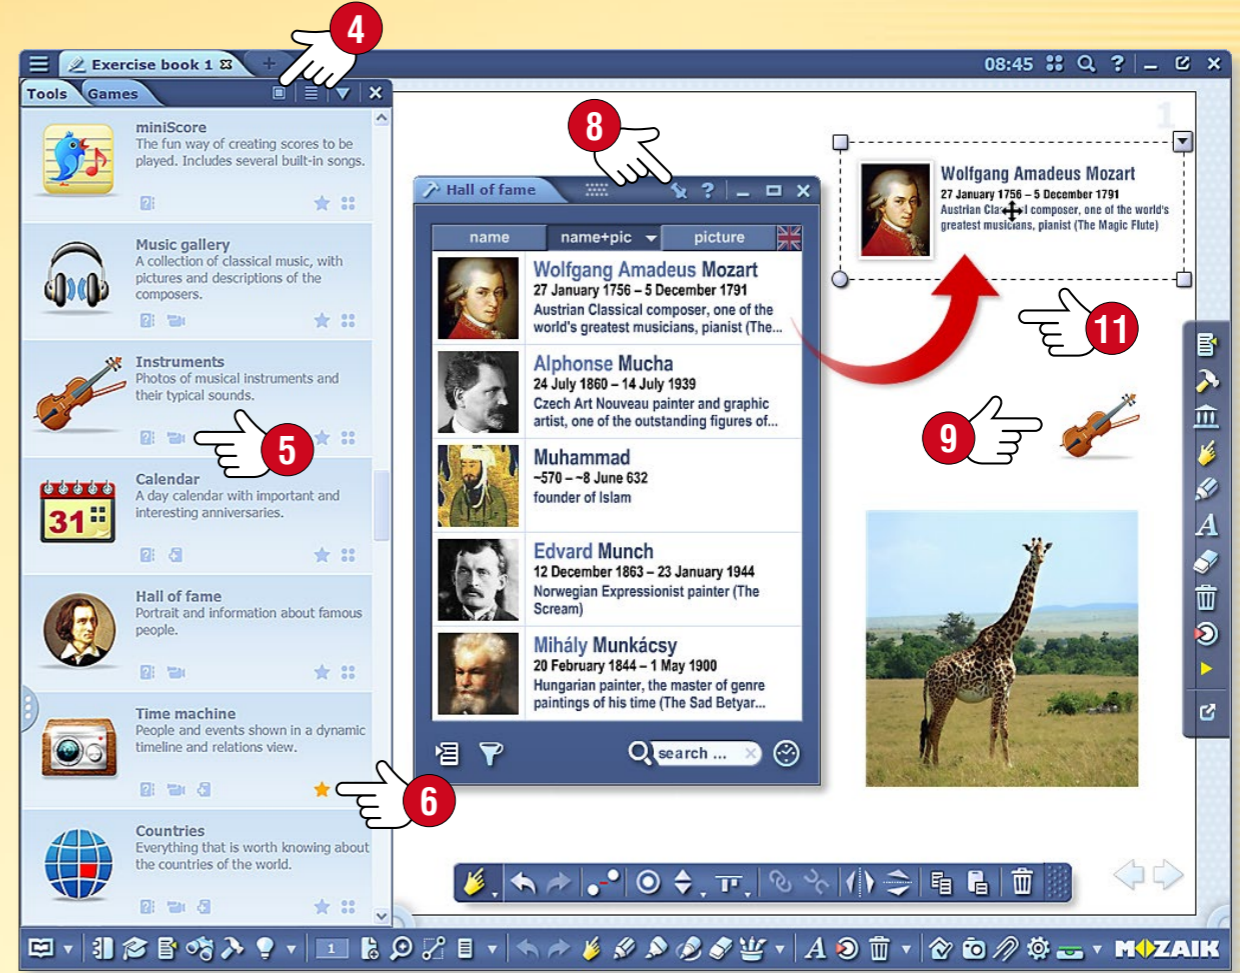 4
Exercise book 1
08:45
?
Tools
Games
miniScore
The fun way of creating scores to be
played. Includes several built-in songs.
Music gallery
A collection of classical music, with
pictures and descriptions of the
composers.
Instruments
Photos of musical instruments and
their typical sounds.
5
Calendar
A day calendar with important and
interesting anniversaries.
31
Hall of fame
Portrait and information about famous
people.
Time machine
People and events shown in a dynamic
timeline and relations view.
6
Countries
Everything that is worth knowing about
the countries of the world.
8
Hall of fame
?
name
name+pic
picture
Wolfgang Amadeus Mozart
27 January 1756 – 5 December 1791
Austrian Classical composer, one of the
world's greatest musicians, pianist (The...
Alphonse Mucha
24 July 1860 – 14 July 1939
Czech Art Nouveau painter and graphic
artist, one of the outstanding figures of...
Muhammad
~570 – ~8 June 632
founder of Islam
Edvard Munch
12 December 1863 – 23 January 1944
Norwegian Expressionist painter (The
Scream)
Mihály Munkácsy
20 February 1844 – 1 May 1900
Hungarian painter, the master of genre
paintings of his time (The Sad Betyar...
search ...
1
Wolfgang Amadeus Mozart
27 January 1756 – 5 December 1791
Austrian composer, one of the world's
greatest musicians, pianist (The Magic Flute)
11
9
A
1
A
MOZAIK